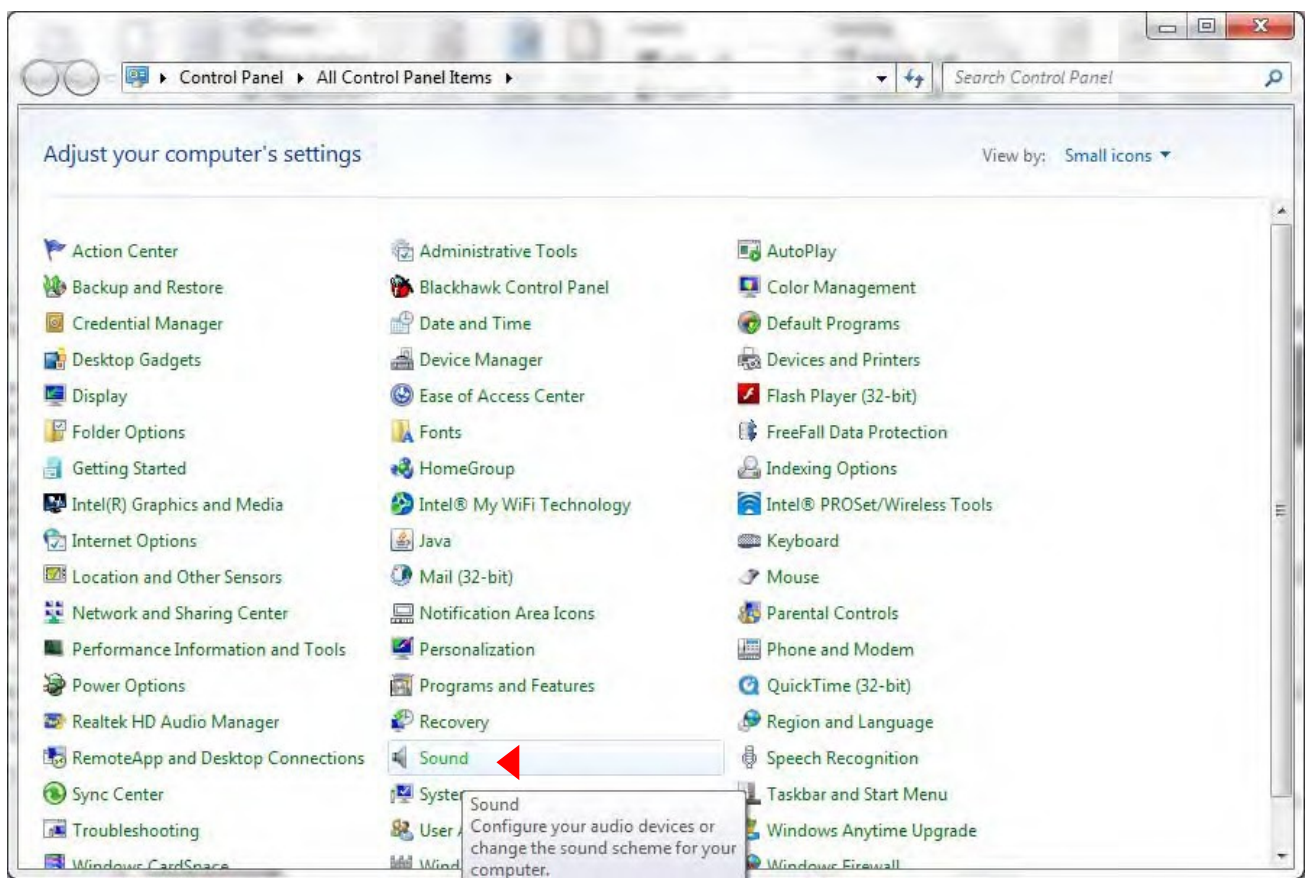 Control Panel All Control Panel Items Search Control Panel
Adjust your computer's settings View by: Small icons
Action Center Administrative Tools AutoPlay
Backup and Restore Blackhawk Control Panel Color Management
Credential Manager Date and Time Default Programs
Desktop Gadgets Device Manager Devices and Printers
Display Ease of Access Center Flash Player (32-bit)
Folder Options Fonts FreeFall Data Protection
Getting Started HomeGroup Indexing Options
Intel(R) Graphics and Media Intel® My WiFi Technology Intel® PROSet/Wireless Tools
Internet Options Java Keyboard
Location and Other Sensors Mail (32-bit) Mouse
Network and Sharing Center Notification Area Icons Parental Controls
Performance Information and Tools Personalization Phone and Modem
Power Options Programs and Features QuickTime (32-bit)
Realtek HD Audio Manager Recovery Region and Language
RemoteApp and Desktop Connections Sound Speech Recognition
Sync Center Syste Taskbar and Start Menu
Sound
Troubleshooting User Configure your audio devices or Windows Anytime Upgrade
change the sound scheme for your
Windows CardSpace Wind computer. Windows Firewall